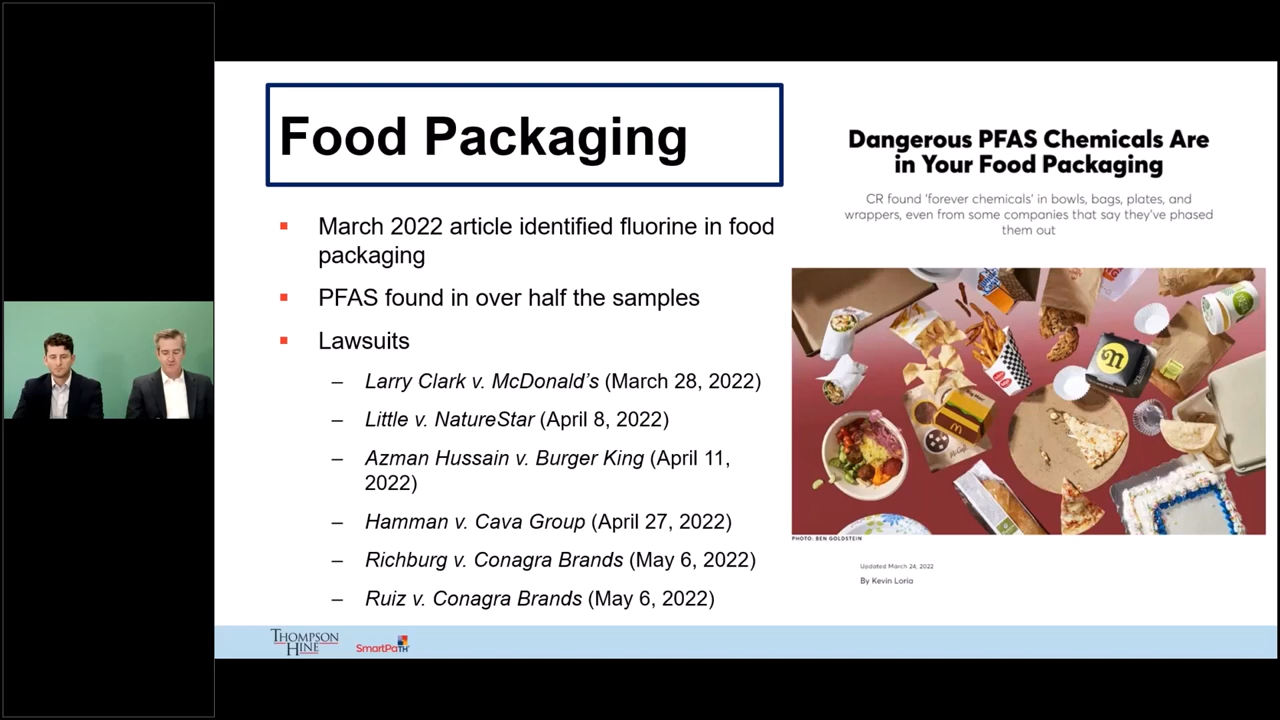 Food Packaging
March 2022 article identified fluorine in food
packaging
PFAS found in over half the samples
Lawsuits
– Larry Clark v. McDonald’s (March 28, 2022)
– Little v. NatureStar (April 8, 2022)
– Azman Hussain v. Burger King (April 11,
2022)
– Hamman v. Cava Group (April 27, 2022)
– Richburg v. Conagra Brands (May 6, 2022)
– Ruiz v. Conagra Brands (May 6, 2022)
Dangerous PFAS Chemicals Are
in Your Food Packaging
CR found ‘forever chemicals’ in bowls, bags, plates, and
wrappers, even from some companies that say they’ve phased
them out
PHOTO: BEN GOLDSTEIN
Updated March 24, 2022
By Kevin Loria
THOMPSON
HINE
SmartPaTH